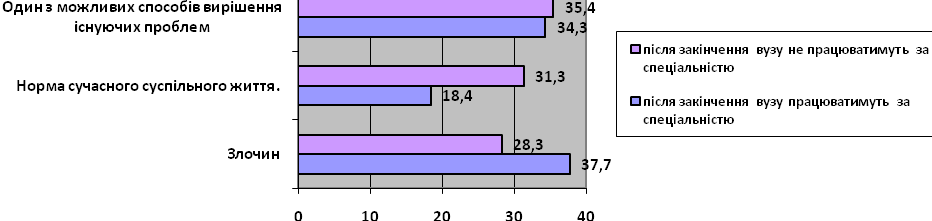 Один з можливих способів вирішення
існуючих проблем
35,4
34,3
Норма сучасного суспільного життя.
31,3
18,4
Злочин
28,3
37,7
0 10 20 30 40
після закінчення вузу не працюватимуть за
спеціальністю
після закінчення вузу працюватимуть за
спеціальністю